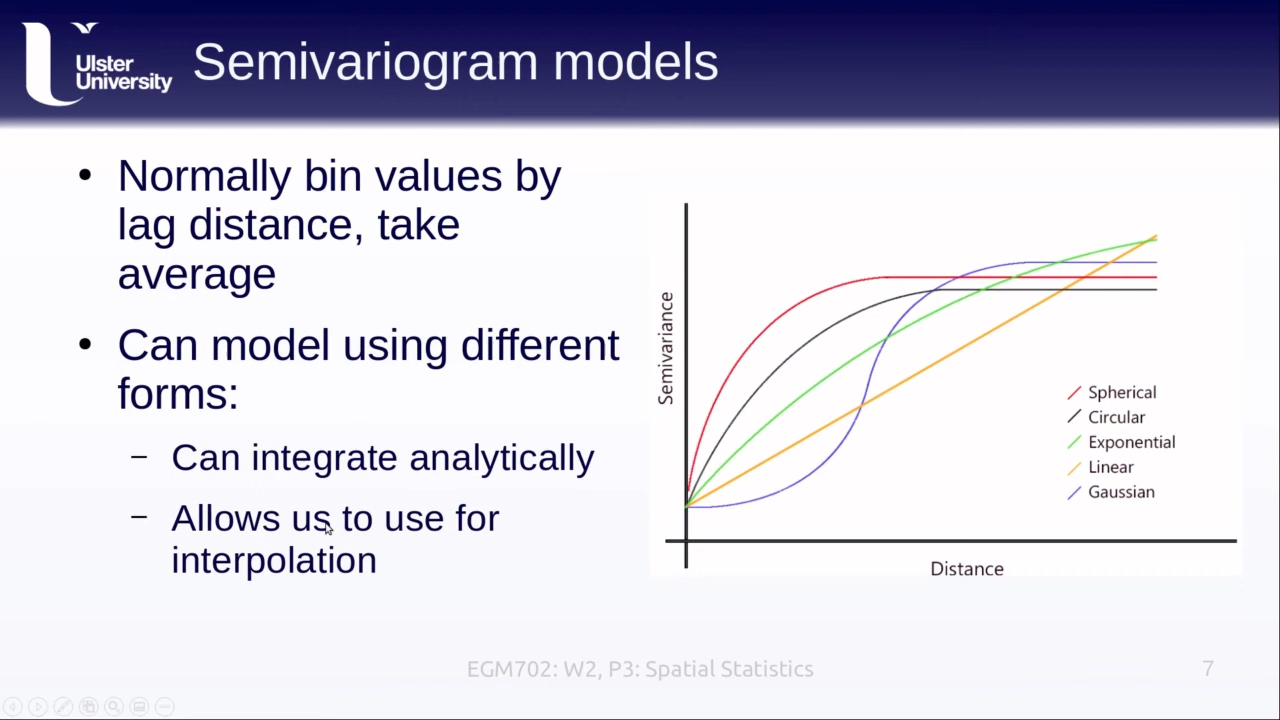 Ulster
University
Semivariogram models
• Normally bin values by
lag distance, take
average
• Can model using different
forms:
– Can integrate analytically
– Allows us to use for
interpolation
Semivariance
Spherical
Circular
Exponential
Linear
Gaussian
Distance
EGM702: W2, P3: Spatial Statistics
7